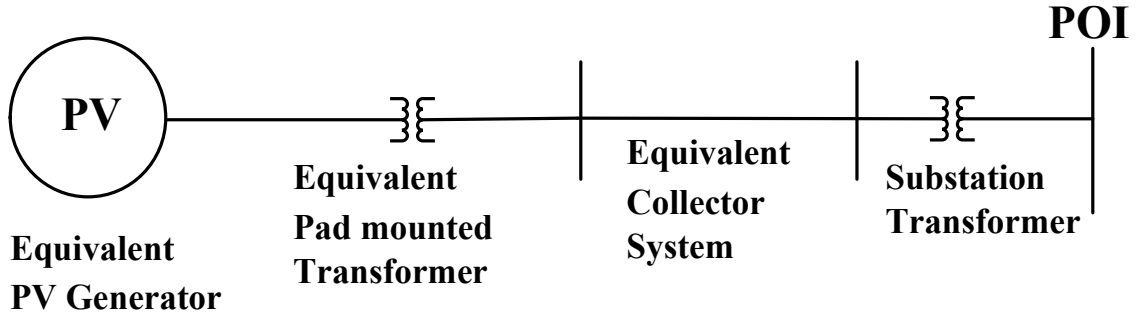 POI
PV
Equivalent
Pad mounted
Transformer
Equivalent
Collector
System
Substation
Transformer
Equivalent
PV Generator